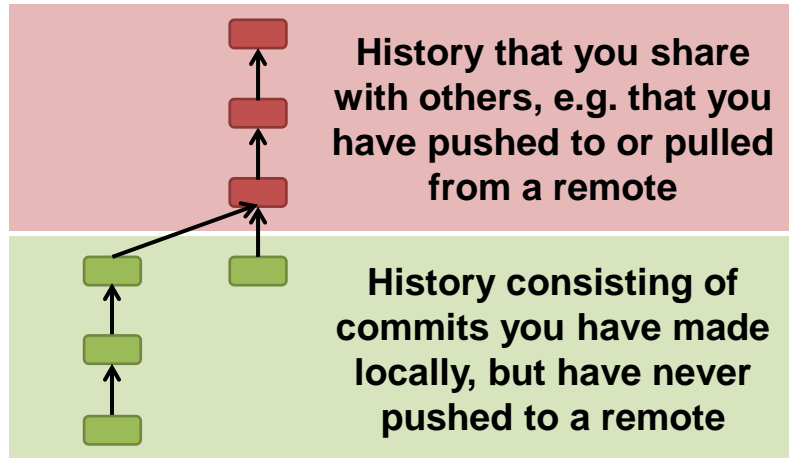 History that you share
with others, e.g. that you
have pushed to or pulled
from a remote
History consisting of
commits you have made
locally, but have never
pushed to a remote